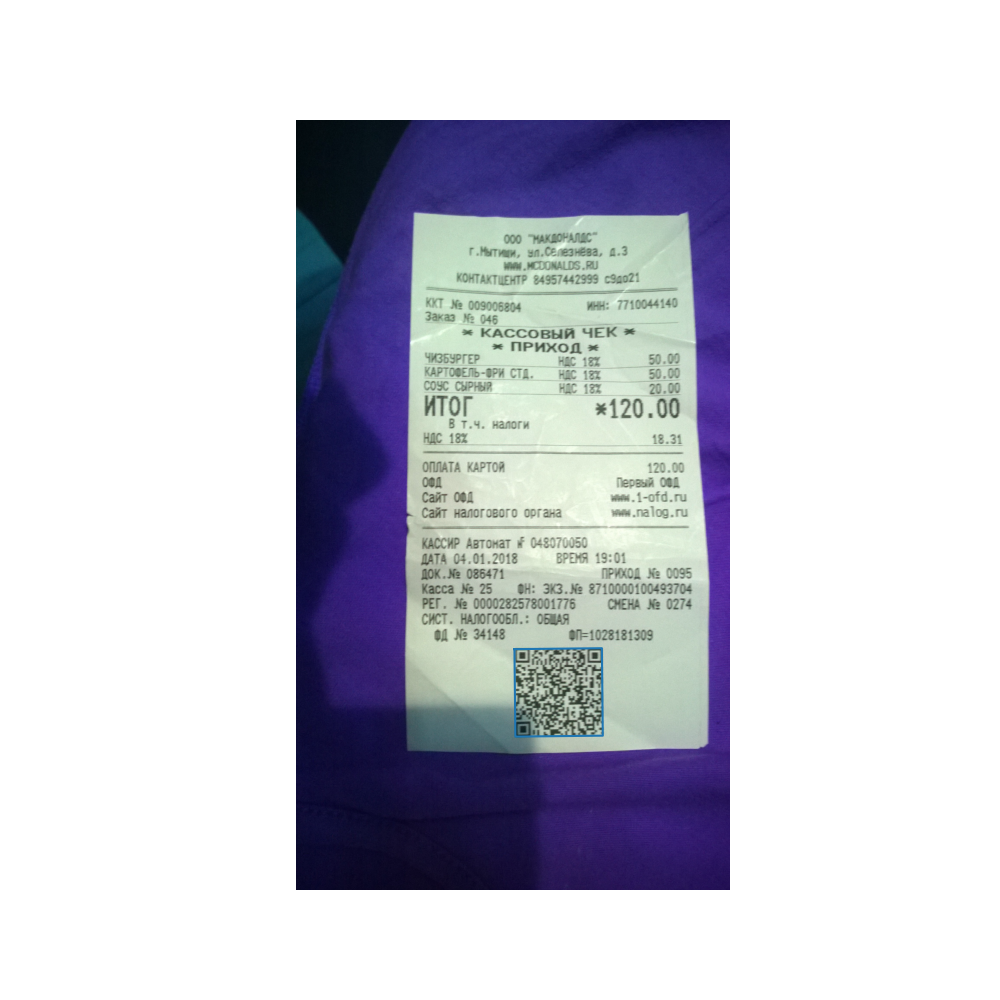 ООО "МАКДОНАЛДС"
г.Мытищи, ул.Селезнёва, д.3
WWW.MCDONALDS.RU
КОНТАКТЦЕНТР 84957442999 с9до21
ККТ № 009006804 ИНН: 7710044140
Заказ № 046
* КАССОВЫЙ ЧЕК *
* ПРИХОД *
ЧИЗБУРГЕР НДС 18% 50.00
КАРТОФЕЛЬ-ФРИ СТД. НДС 18% 50.00
СОУС СЫРНЫЙ НДС 18% 20.00
ИТОГ *120.00
В т.ч. налоги
НДС 18% 18.31
ОПЛАТА КАРТОЙ 120.00
ОФД Первый ОФД
Сайт ОФД www.1-ofd.ru
Сайт налогового органа www.nalog.ru
КАССИР Автомат № 048070050
ДАТА 04.01.2018 ВРЕМЯ 19:01
ДОК.№ 086471 ПРИХОД № 0095
Касса № 25 ФН: ЭКЗ.№ 8710000100493704
РЕГ. № 0000282578001776 СМЕНА № 0274
СИСТ. НАЛОГООБЛ.: ОБЩАЯ
ФД № 34148 ФП=1028181309